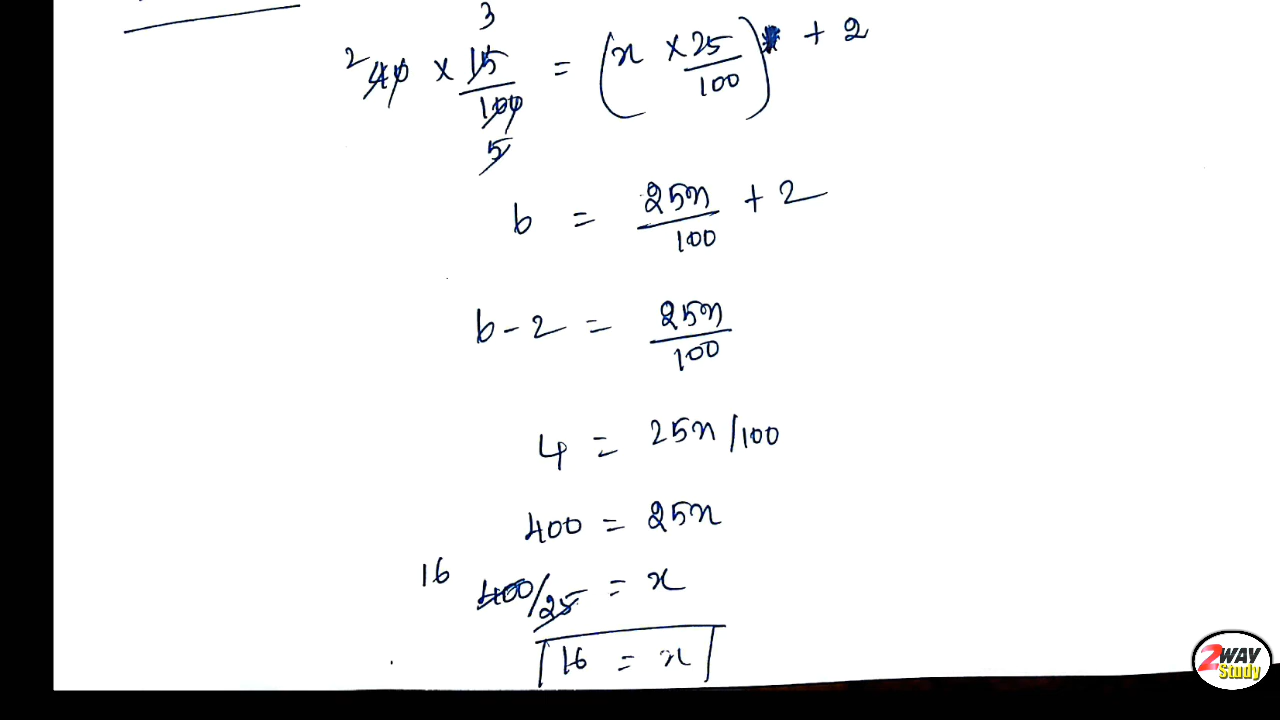 3
2 40 × 15/100 = (x × 25/100) + 2
5
6 = 25x/100 + 2
6 - 2 = 25x/100
4 = 25x/100
400 = 25x
16 400/25 = x
16 = x
2WAY
Study